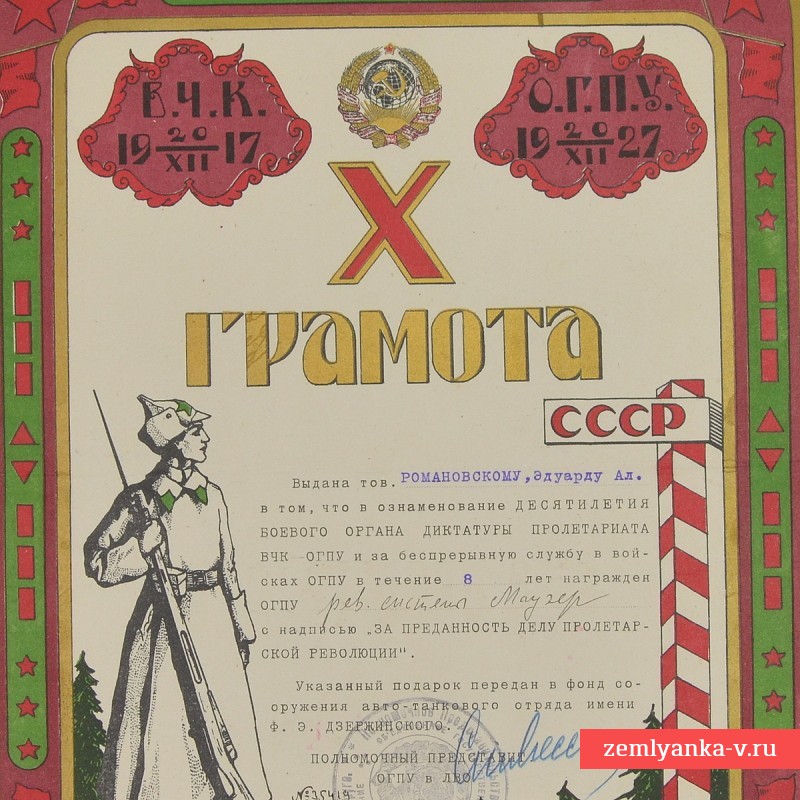 В.Ч.К.
19 20/XII 17
О.Г.П.У.
19 20/XII 27
X
ГРАМОТА
СССР
Выдана тов. РОМАНОВСКОМУ, Эдуарду Ал.
в том, что в ознаменование ДЕСЯТИЛЕТИЯ
БОЕВОГО ОРГАНА ДИКТАТУРЫ ПРОЛЕТАРИАТА
ВЧК ОГПУ и за беспрерывную службу в вой-
сках ОГПУ в течение 8 лет награжден
ОГПУ рев. системы Маузер
с надписью „ЗА ПРЕДАННОСТЬ ДЕЛУ ПРОЛЕТАР-
СКОЙ РЕВОЛЮЦИИ".
Указанный подарок передан в фонд со-
оружения авто-танкового отряда имени
Ф. Э. ДЗЕРЖИНСКОГО.
ПОЛНОМОЧНЫЙ ПРЕДСТАВИТ
ОГПУ в ЛВО
№35419
zemlyanka-v.ru